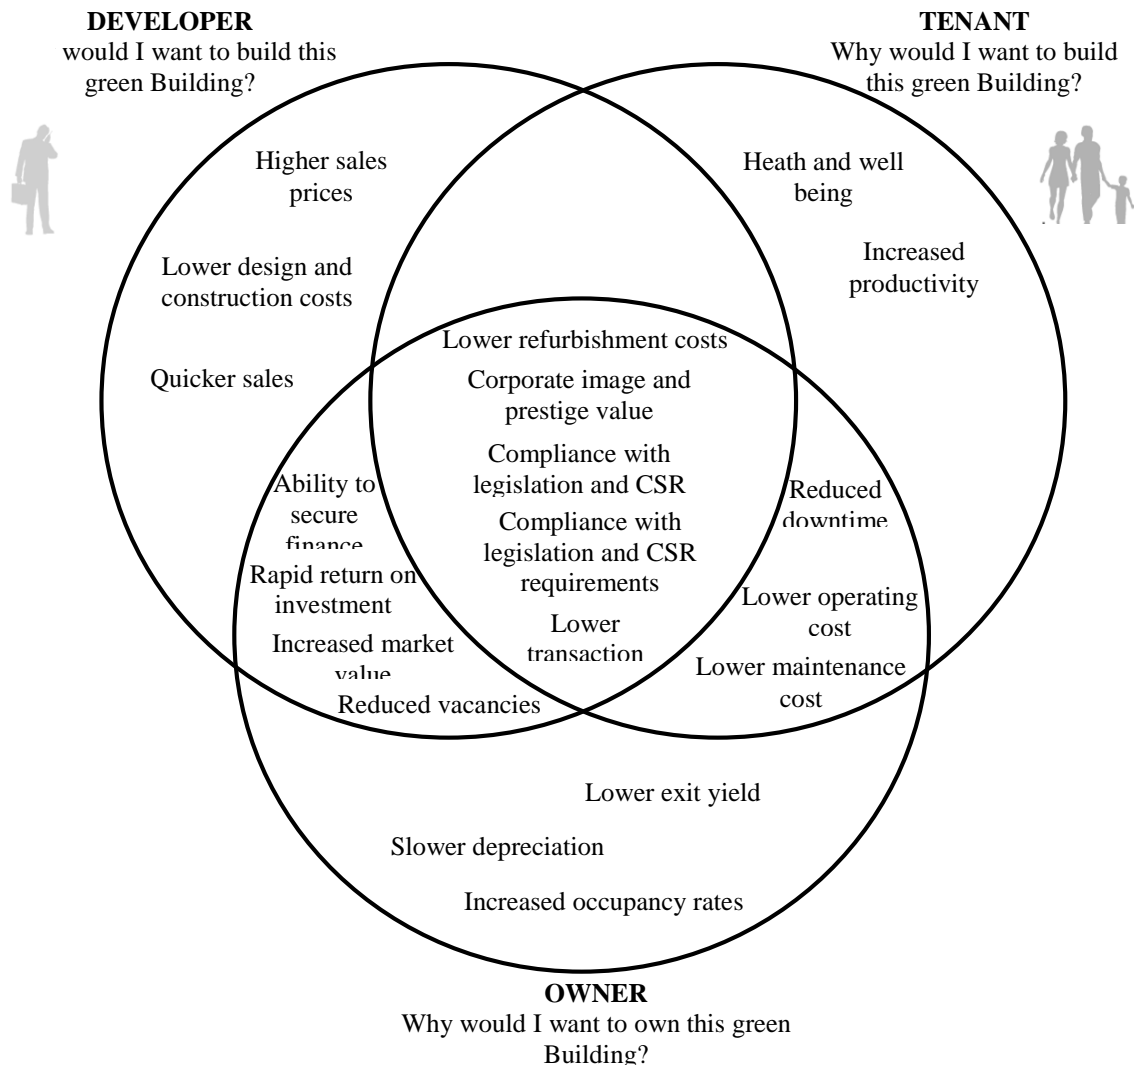 DEVELOPER
would I want to build this
green Building?
TENANT
Why would I want to build
this green Building?
Higher sales
prices
Heath and well
being
Lower design and
construction costs
Increased
productivity
Quicker sales
Lower refurbishment costs
Corporate image and
prestige value
Compliance with
legislation and CSR
Compliance with
legislation and CSR
requirements
Lower
transaction
Ability to
secure
finance
Rapid return on
investment
Increased market
value
Reduced vacancies
Reduced
downtime
Lower operating
cost
Lower maintenance
cost
Lower exit yield
Slower depreciation
Increased occupancy rates
OWNER
Why would I want to own this green
Building?